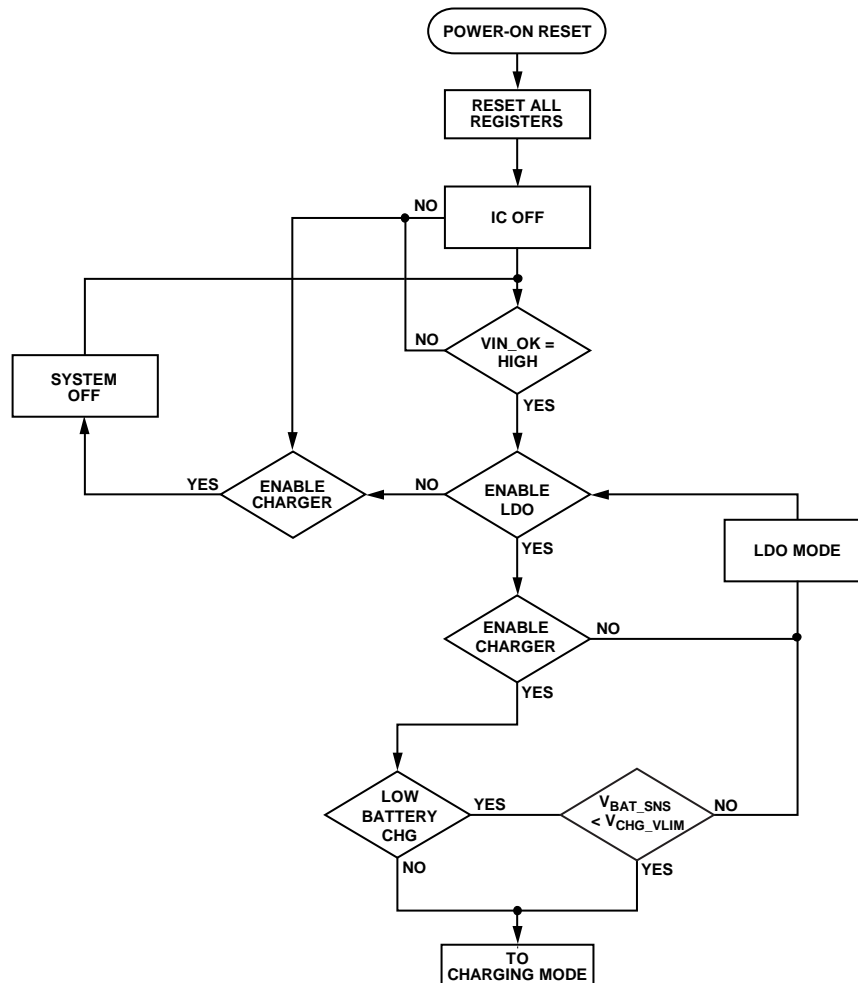 POWER-ON RESET
RESET ALL
REGISTERS
NO
IC OFF
NO
VIN_OK =
HIGH
SYSTEM
OFF
YES
YES
ENABLE
CHARGER
NO
ENABLE
LDO
LDO MODE
YES
ENABLE
CHARGER
NO
YES
LOW
BATTERY
CHG
YES
VBAT_SNS
< VCHG_VLIM
NO
NO
YES
TO
CHARGING MODE